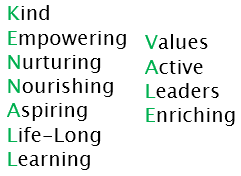 Kind
Empowering
Nurturing
Nourishing
Aspiring
Life-Long
Learning
Values
Active
Leaders
Enriching